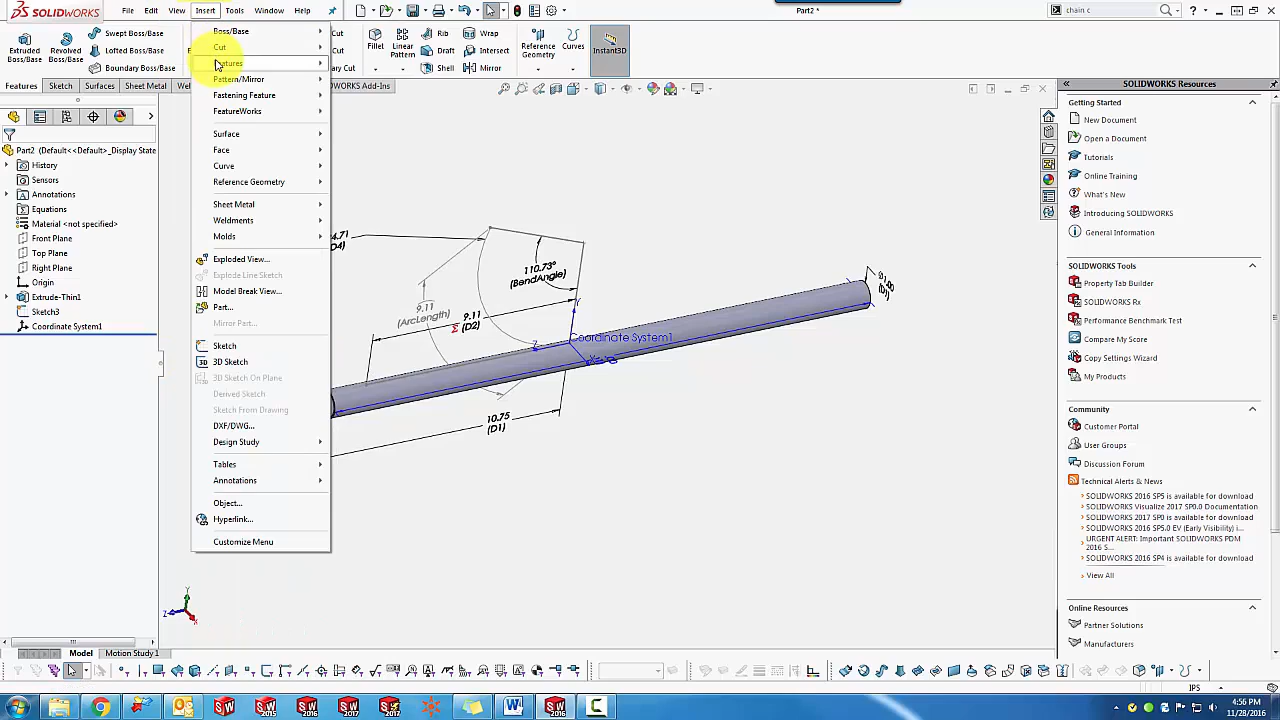 SOLIDWORKS
File
Edit
View
Insert
Tools
Window
Help
Part2 *
chain c
Extruded
Boss/Base
Revolved
Boss/Base
Swept Boss/Base
Lofted Boss/Base
Boundary Boss/Base
Cut
Cut
Fillet
Linear
Pattern
Rib
Draft
Shell
Wrap
Intersect
Mirror
Reference
Geometry
Curves
Instant3D
Features
Sketch
Surfaces
Sheet Metal
SOLIDWORKS Add-Ins
Boss/Base
Cut
Pattern/Mirror
Fastening Feature
FeatureWorks
Surface
Face
Curve
Reference Geometry
Sheet Metal
Weldments
Molds
Exploded View...
Explode Line Sketch
Model Break View...
Part...
Mirror Part...
Sketch
3D Sketch
3D Sketch On Plane
Derived Sketch
Sketch From Drawing
DXF/DWG...
Design Study
Tables
Annotations
Object...
Hyperlink...
Customize Menu
Part2 (Default<<Default>_Display State
History
Sensors
Annotations
Equations
Material <not specified>
Front Plane
Top Plane
Right Plane
Origin
Extrude-Thin1
Sketch3
Coordinate System1
4.71
(D4)
110.73°
(BendAngle)
9.11
(ArcLength)
Σ 9.11
(D2)
10.75
(D1)
Coordinate System1
Y
Z
X
Model
Motion Study 1
SOLIDWORKS Resources
Getting Started
New Document
Open a Document
Tutorials
Online Training
What's New
Introducing SOLIDWORKS
General Information
SOLIDWORKS Tools
Property Tab Builder
SOLIDWORKS Rx
Performance Benchmark Test
Compare My Score
Copy Settings Wizard
My Products
Community
Customer Portal
User Groups
Discussion Forum
Technical Alerts & News
SOLIDWORKS 2016 SP5 is available for download
SOLIDWORKS Visualize 2017 SP0.0 Documentation
SOLIDWORKS 2017 SP0 is available for download
SOLIDWORKS 2016 SP5.0 EV (Early Visibility) i...
URGENT ALERT: Important SOLIDWORKS PDM
2016 S...
SOLIDWORKS 2016 SP4 is available for download
View All
Online Resources
Partner Solutions
Manufacturers
IPS
4:56 PM
11/28/2016